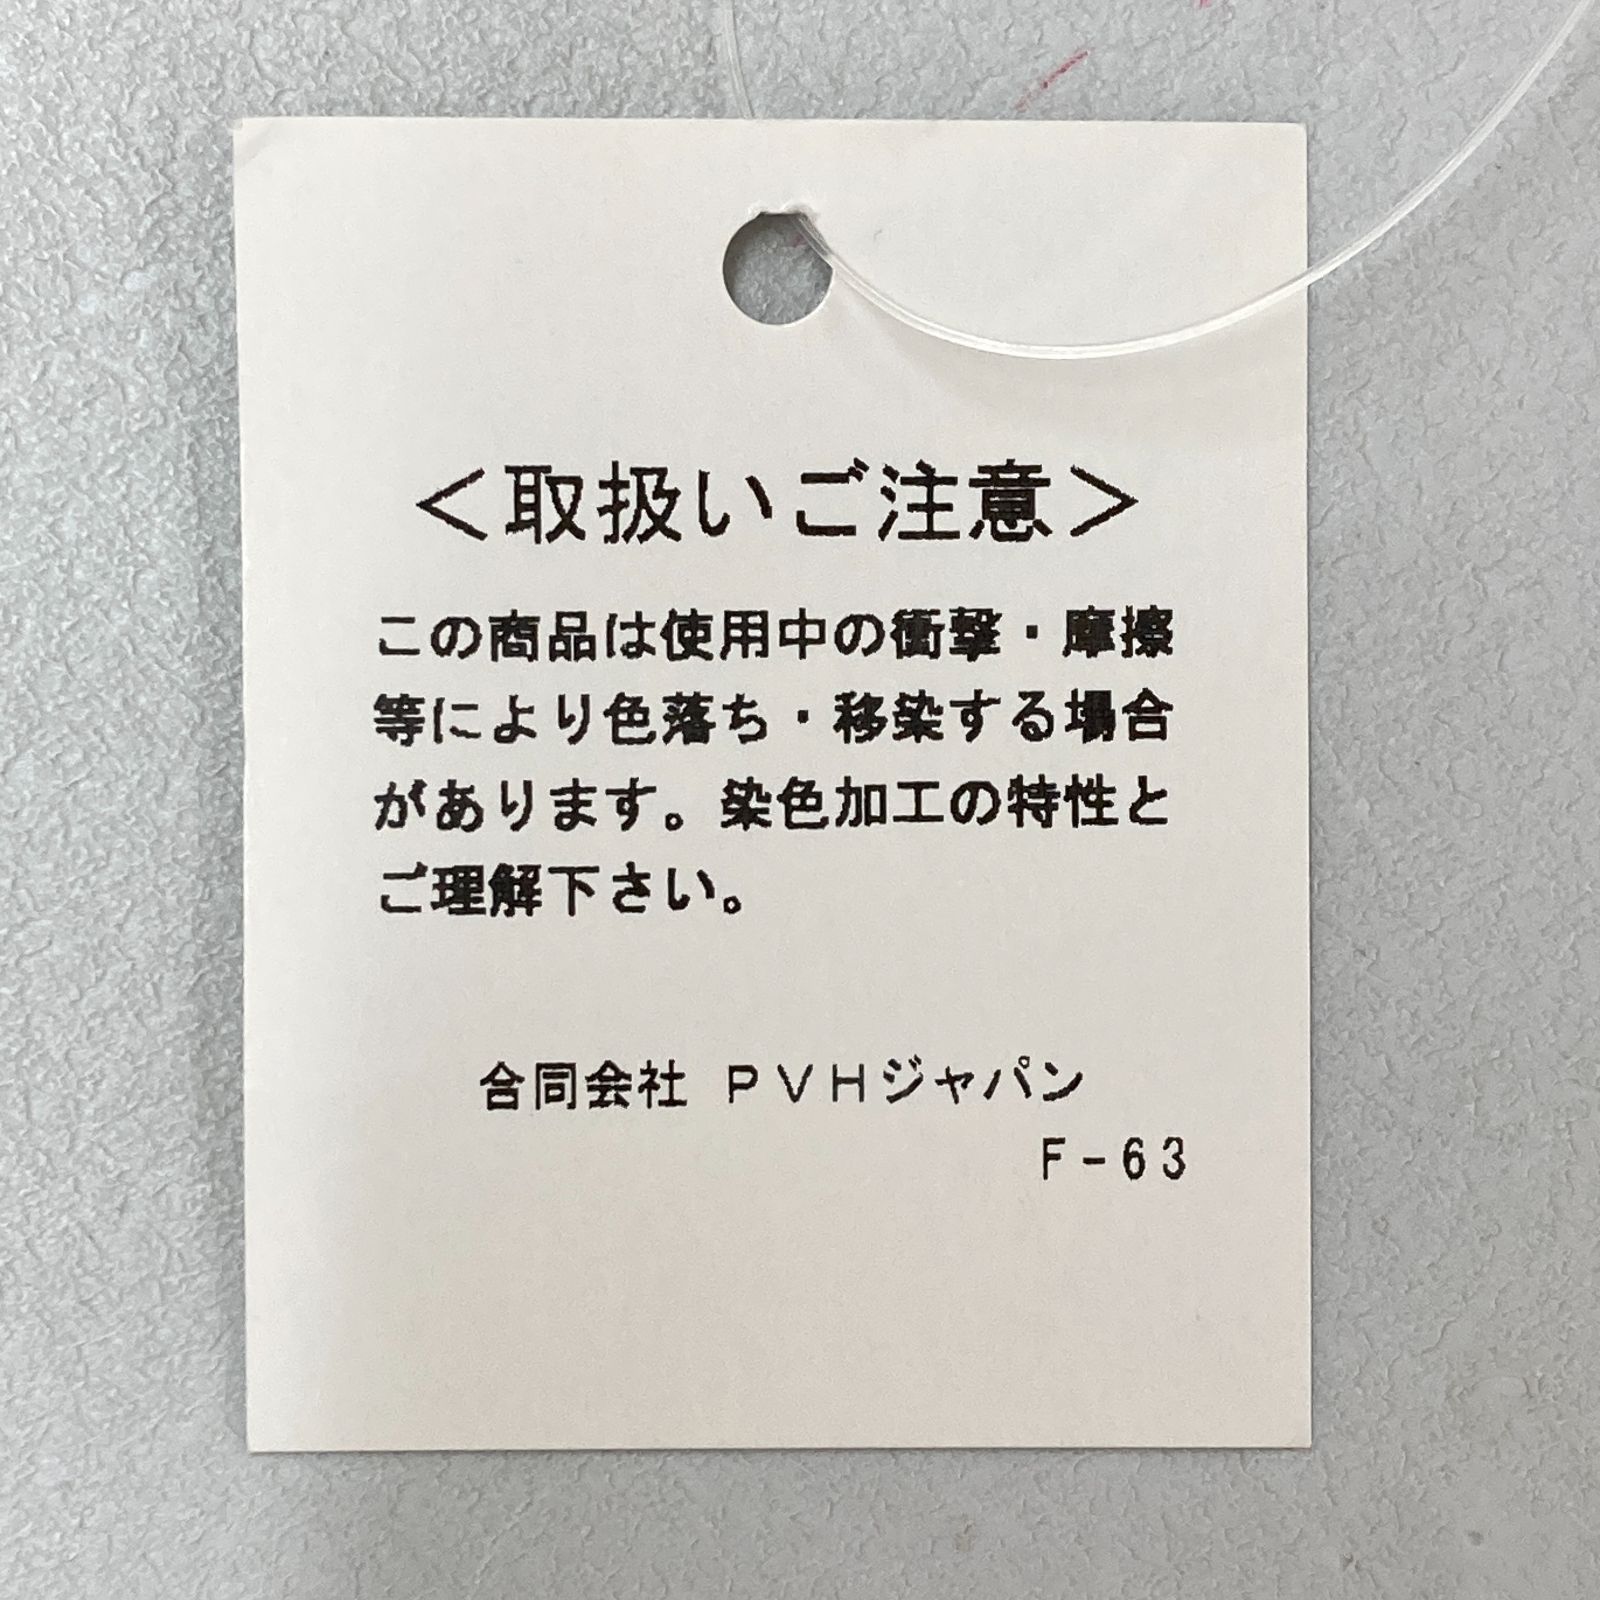 ＜取扱いご注意＞
この商品は使用中の衝撃・摩擦
等により色落ち・移染する場合
があります。染色加工の特性と
ご理解下さい。
合同会社 ＰＶＨジャパン
F-63